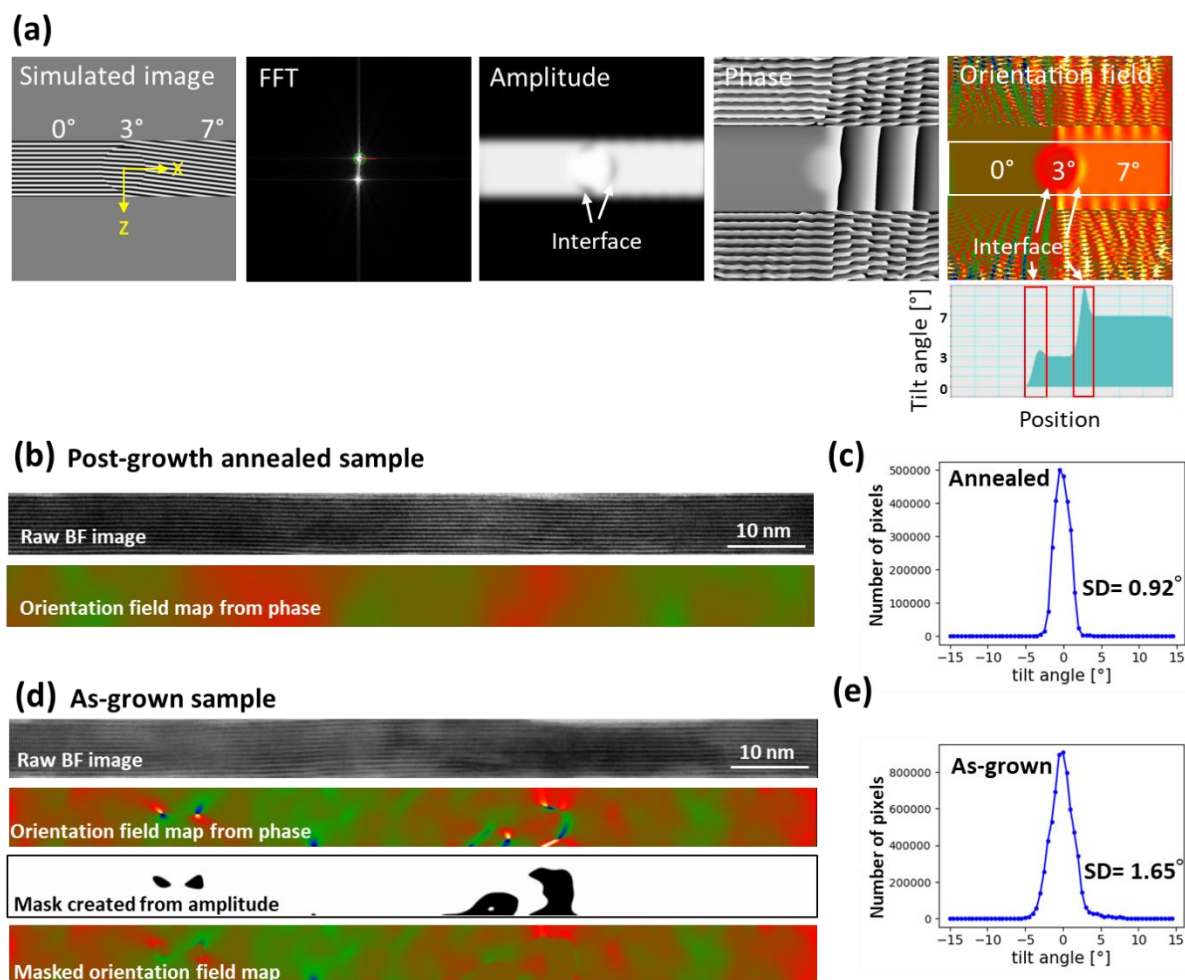 (a)
Simulated image
FFT
Amplitude
Phase
Orientation field
0° 3° 7°
X
Z
Interface
0° 3° 7°
Interface
Tilt angle [°]
7
3
0
Position
(b) Post-growth annealed sample
Raw BF image
10 nm
Orientation field map from phase
(c)
Annealed
SD= 0.92°
Number of pixels
500000
400000
300000
200000
100000
0
−15 −10 −5 0 5 10 15
tilt angle [°]
(d) As-grown sample
Raw BF image
10 nm
Orientation field map from phase
Mask created from amplitude
Masked orientation field map
(e)
As-grown
SD= 1.65°
Number of pixels
800000
600000
400000
200000
0
−15 −10 −5 0 5 10 15
tilt angle [°]